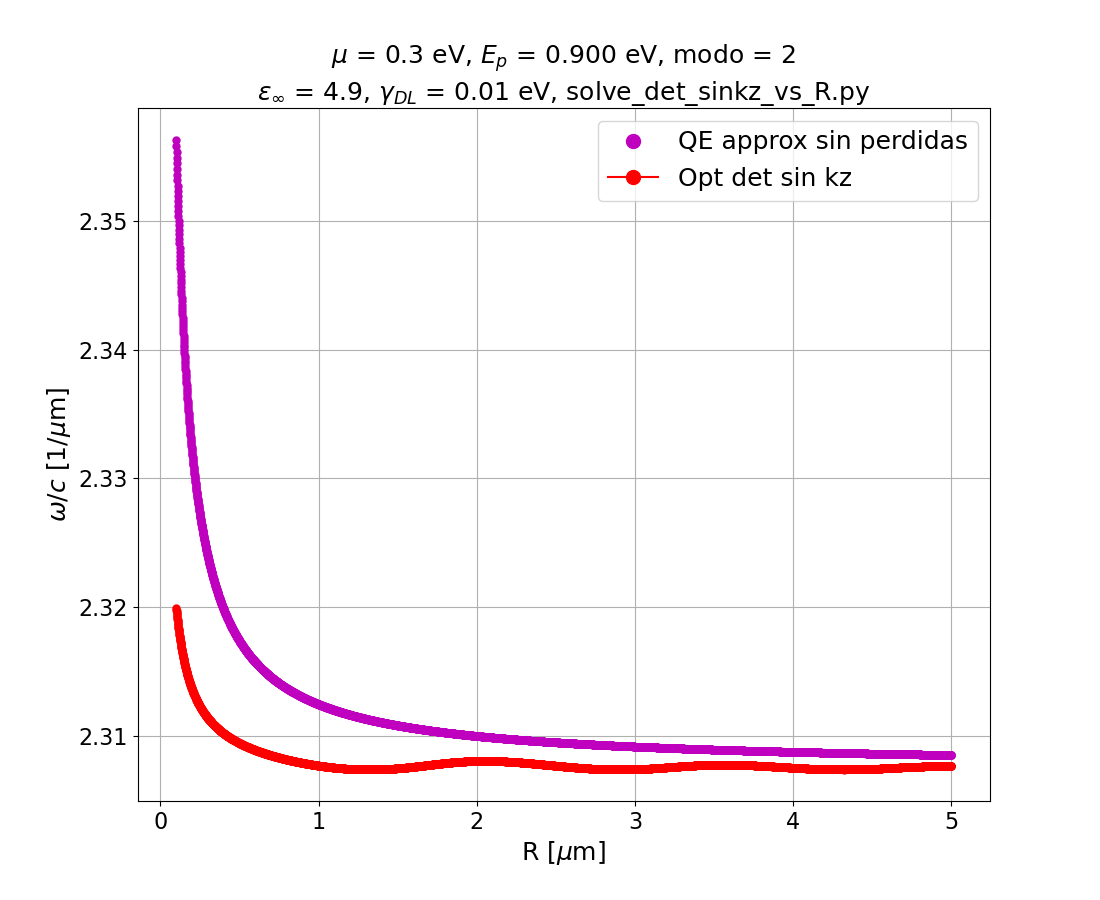 μ = 0.3 eV, E_p = 0.900 eV, modo = 2
ε_∞ = 4.9, γ_DL = 0.01 eV, solve_det_sinkz_vs_R.py
QE approx sin perdidas
Opt det sin kz
2.35
2.34
2.33
2.32
2.31
ω/c [1/μm]
0 1 2 3 4 5
R [μm]